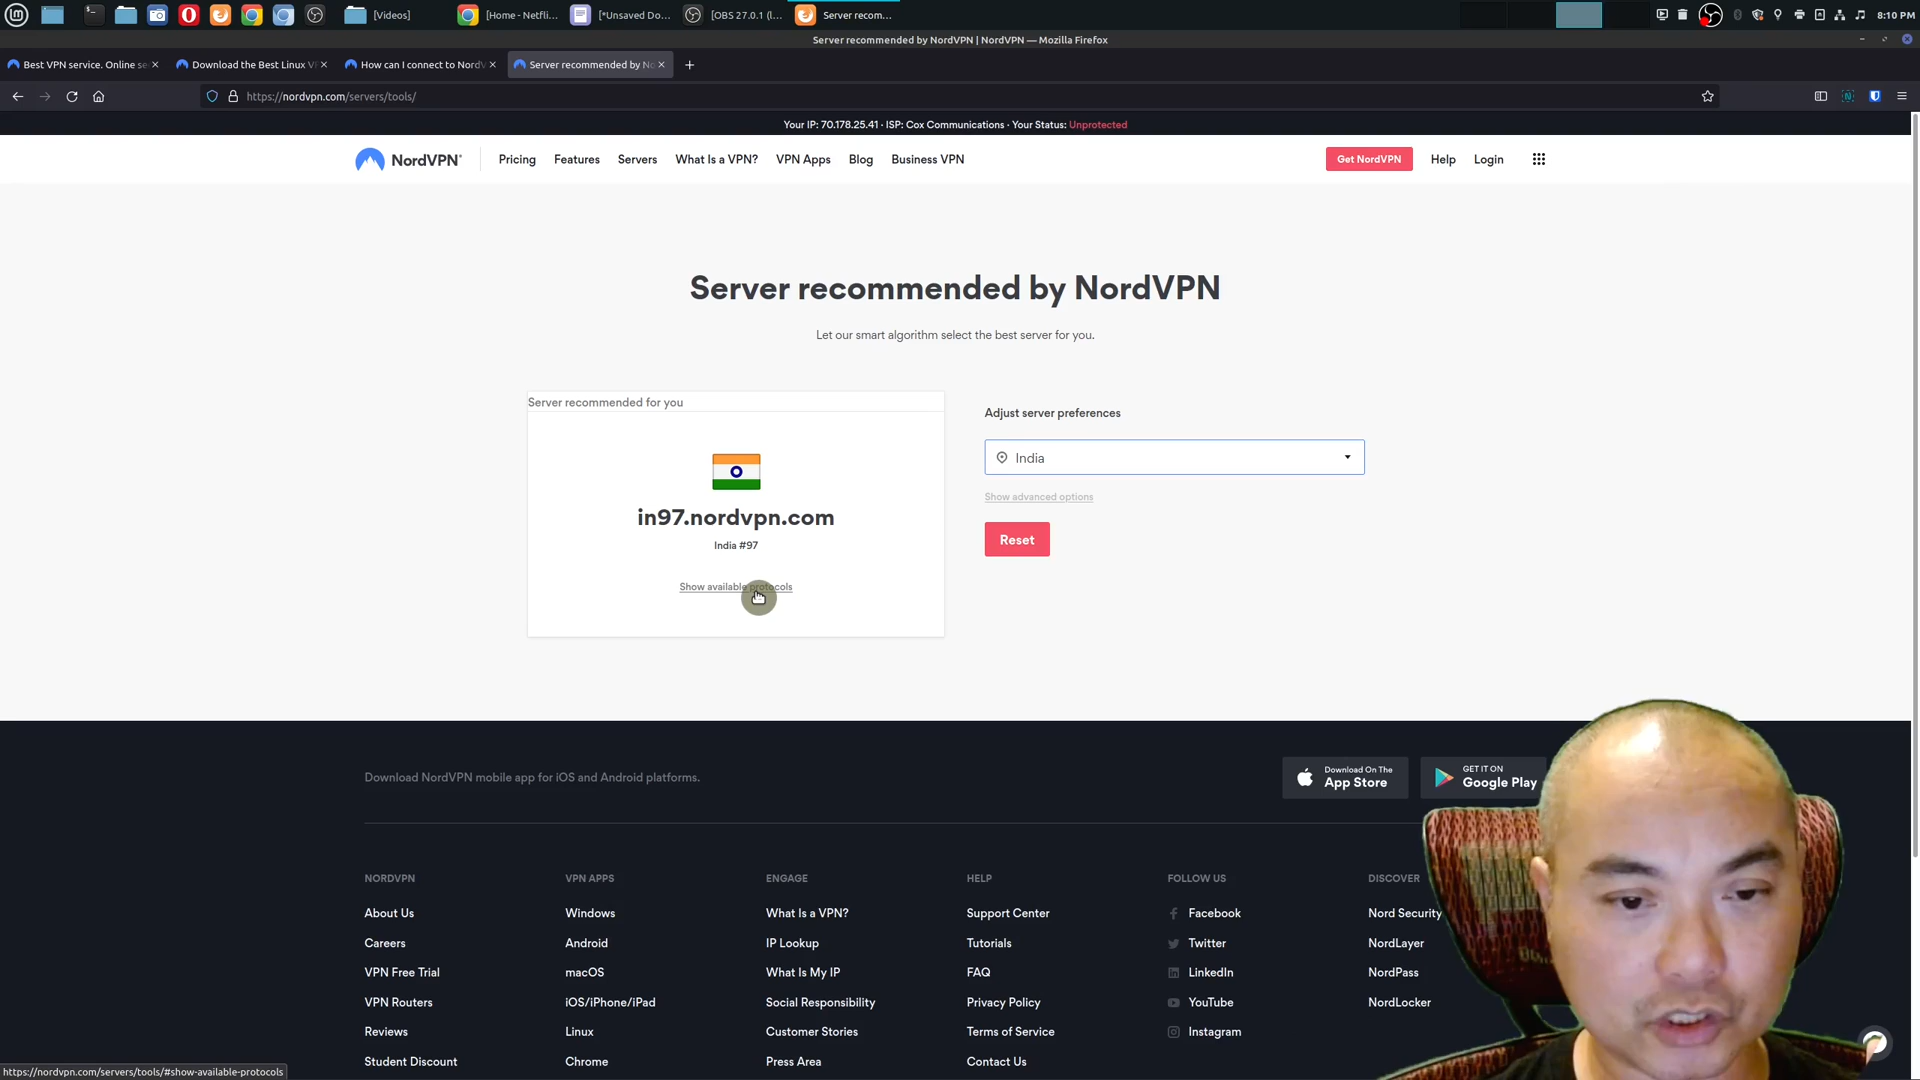 [Videos]
[Home - Netfli...
[*Unsaved Do...
[OBS 27.0.1 (l...
Server recom...
8:10 PM
Server recommended by NordVPN | NordVPN — Mozilla Firefox
Best VPN service. Online se
Download the Best Linux VP
How can I connect to NordV
Server recommended by No
https://nordvpn.com/servers/tools/
Your IP: 70.178.25.41 · ISP: Cox Communications · Your Status: Unprotected
NordVPN
Pricing
Features
Servers
What Is a VPN?
VPN Apps
Blog
Business VPN
Get NordVPN
Help
Login
Server recommended by NordVPN
Let our smart algorithm select the best server for you.
Server recommended for you
in97.nordvpn.com
India #97
Show available protocols
Adjust server preferences
India
Show advanced options
Reset
Download NordVPN mobile app for iOS and Android platforms.
Download On The
App Store
GET IT ON
Google Play
NORDVPN
About Us
Careers
VPN Free Trial
VPN Routers
Reviews
Student Discount
VPN APPS
Windows
Android
macOS
iOS/iPhone/iPad
Linux
Chrome
ENGAGE
What Is a VPN?
IP Lookup
What Is My IP
Social Responsibility
Customer Stories
Press Area
HELP
Support Center
Tutorials
FAQ
Privacy Policy
Terms of Service
Contact Us
FOLLOW US
Facebook
Twitter
LinkedIn
YouTube
Instagram
DISCOVER
Nord Security
NordLayer
NordPass
NordLocker
https://nordvpn.com/servers/tools/#show-available-protocols